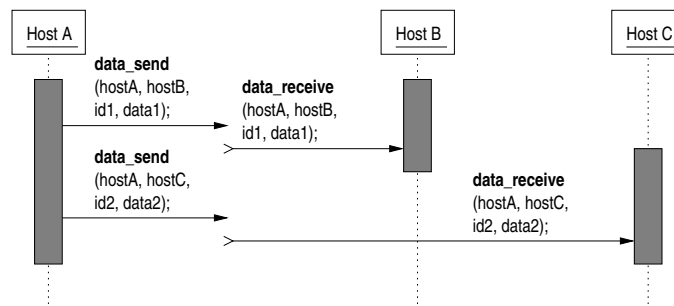 Host A
Host B
Host C
data_send
(hostA, hostB,
id1, data1);
data_receive
(hostA, hostB,
id1, data1);
data_send
(hostA, hostC,
id2, data2);
data_receive
(hostA, hostC,
id2, data2);